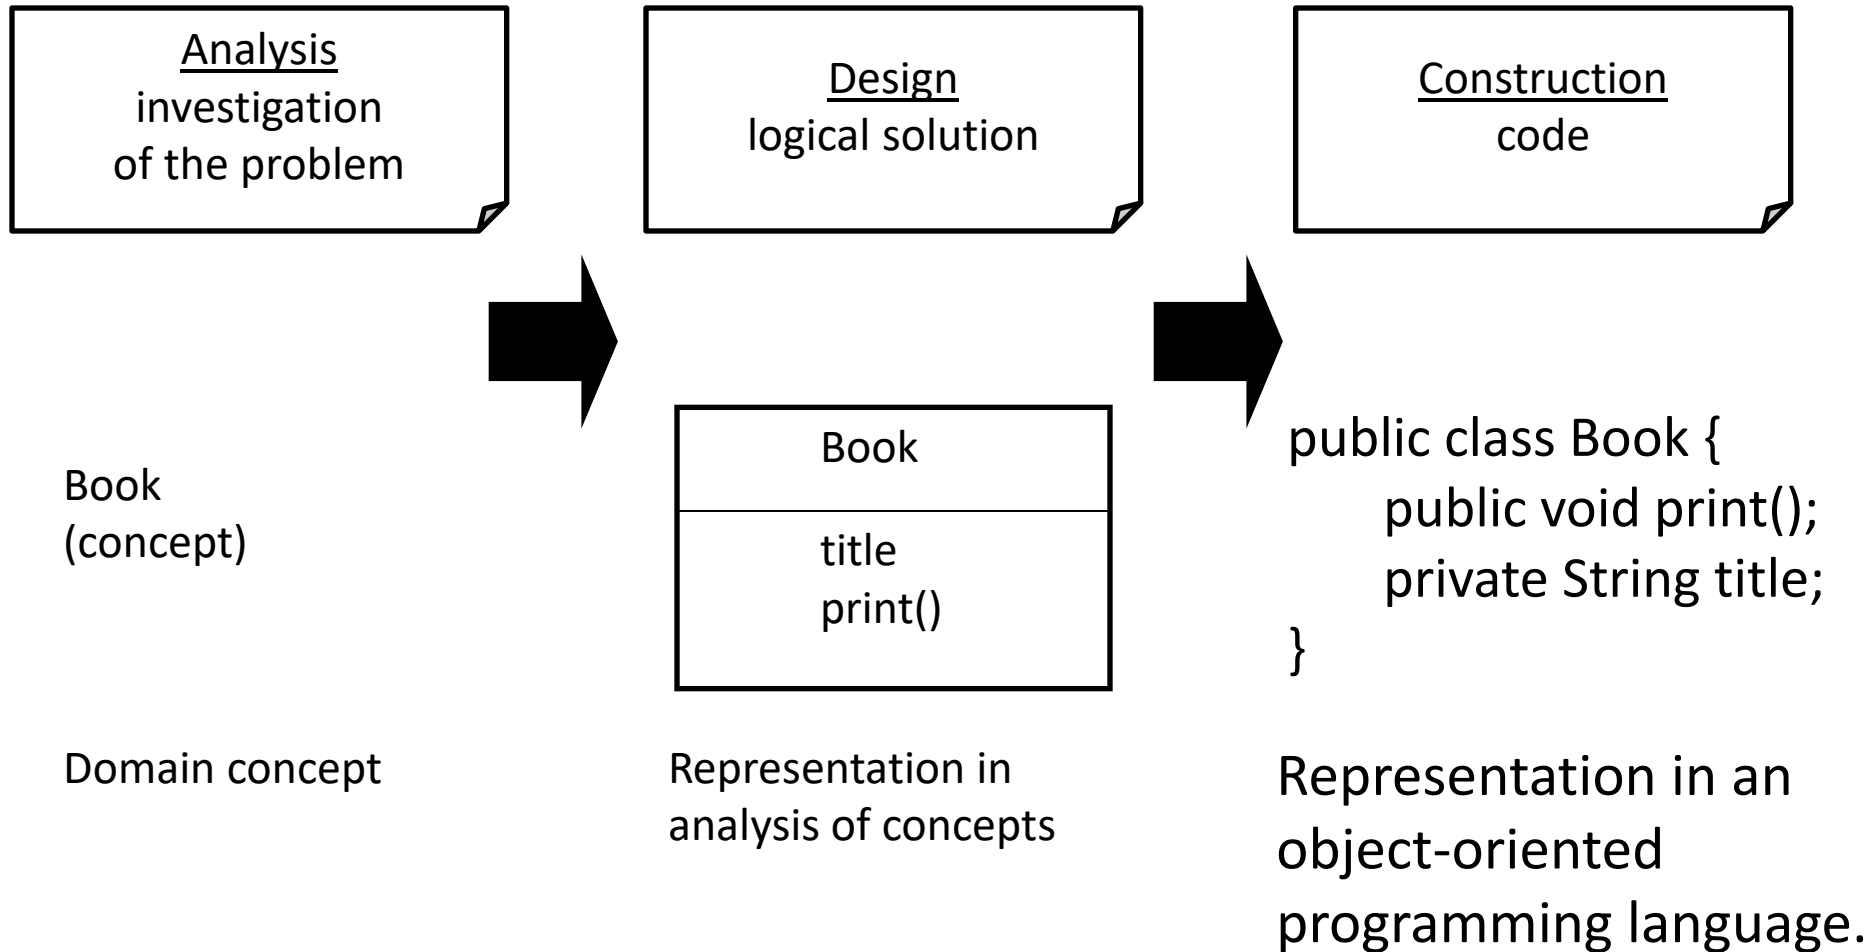 Analysis
investigation
of the problem
Design
logical solution
Construction
code
Book
(concept)
Book
title
print()
public class Book {
public void print();
private String title;
}
Domain concept
Representation in
analysis of concepts
Representation in an
object-oriented
programming language.